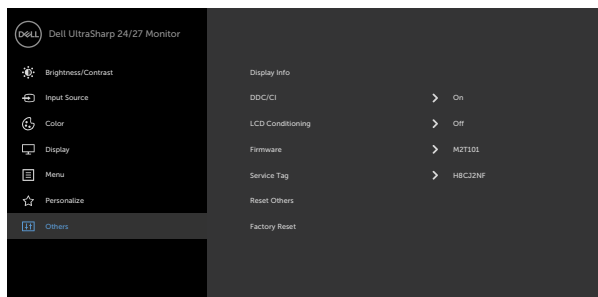 DELL Dell UltraSharp 24/27 Monitor
Brightness/Contrast Display Info
Input Source DDC/CI On
Color LCD Conditioning Off
Display Firmware M2T101
Menu Service Tag H8CJ2NF
Personalize Reset Others
Others Factory Reset